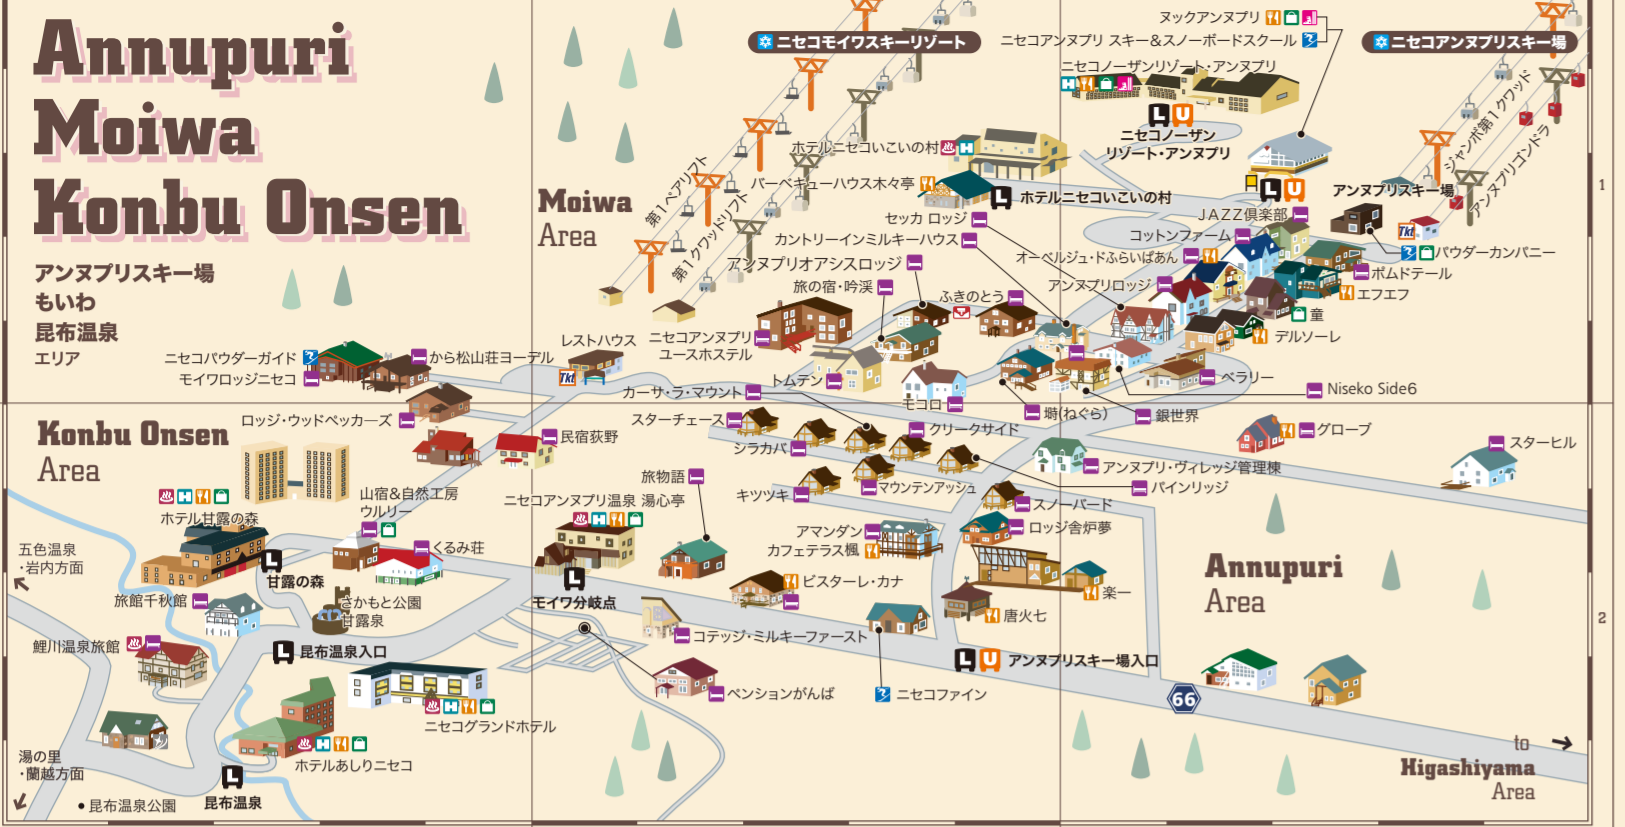 Annupuri
Moiwa
Konbu Onsen
アンヌプリスキー場
もいわ
昆布温泉
エリア
ニセコモイワスキーリゾート
ヌックアンヌプリ
ニセコアンヌプリ スキー&スノーボードスクール
ニセコアンヌプリスキー場
ニセコノーザンリゾート・アンヌプリ
L U
ニセコノーザン
リゾート・アンヌプリ
ジャンボ第1クワッド
アンヌプリゴンドラ
ホテルニセコいこいの村
バーベキューハウス木々亭
L ホテルニセコいこいの村
第1ペアリフト
第1クワッドリフト
Moiwa
Area
L U
アンヌプリスキー場
1
セッカ ロッジ
JAZZ倶楽部
Tkt
カントリーインミルキーハウス
コットンファーム
パウダーカンパニー
アンヌプリオアシスロッジ
オーベルジュ・ドふらいぱあん
ポムドテール
旅の宿・吟渓
ふきのとう
アンヌプリロッジ
エフエフ
童
デルソーレ
ニセコアンヌプリ
ユースホステル
レストハウス
Tkt
ニセコパウダーガイド
モイワロッジニセコ
から松山荘ヨーデル
トムテン
カーサ・ラ・マウント
モコロ
ベラリー
Niseko Side6
塒(ねぐら)
銀世界
ロッジ・ウッドペッカーズ
スターチェース
クリークサイド
グローブ
スターヒル
Konbu Onsen
Area
民宿荻野
シラカバ
アンヌプリ・ヴィレッジ管理棟
旅物語
キツツキ
マウンテンアッシュ
パインリッジ
スノーバード
山宿&自然工房
ウルリー
ニセコアンヌプリ温泉 湯心亭
ホテル甘露の森
アマンダン
カフェテラス楓
ロッジ舎炉夢
くるみ荘
五色温泉
・岩内方面
L
甘露の森
L
モイワ分岐点
ビスターレ・カナ
楽一
Annupuri
Area
旅館千秋館
さかもと公園
甘露泉
唐火七
2
鯉川温泉旅館
L 昆布温泉入口
コテッジ・ミルキーファースト
L U アンヌプリスキー場入口
ペンションがんば
ニセコファイン
66
ニセコグランドホテル
湯の里
・蘭越方面
ホテルあしりニセコ
L
昆布温泉
昆布温泉公園
to
Higashiyama
Area